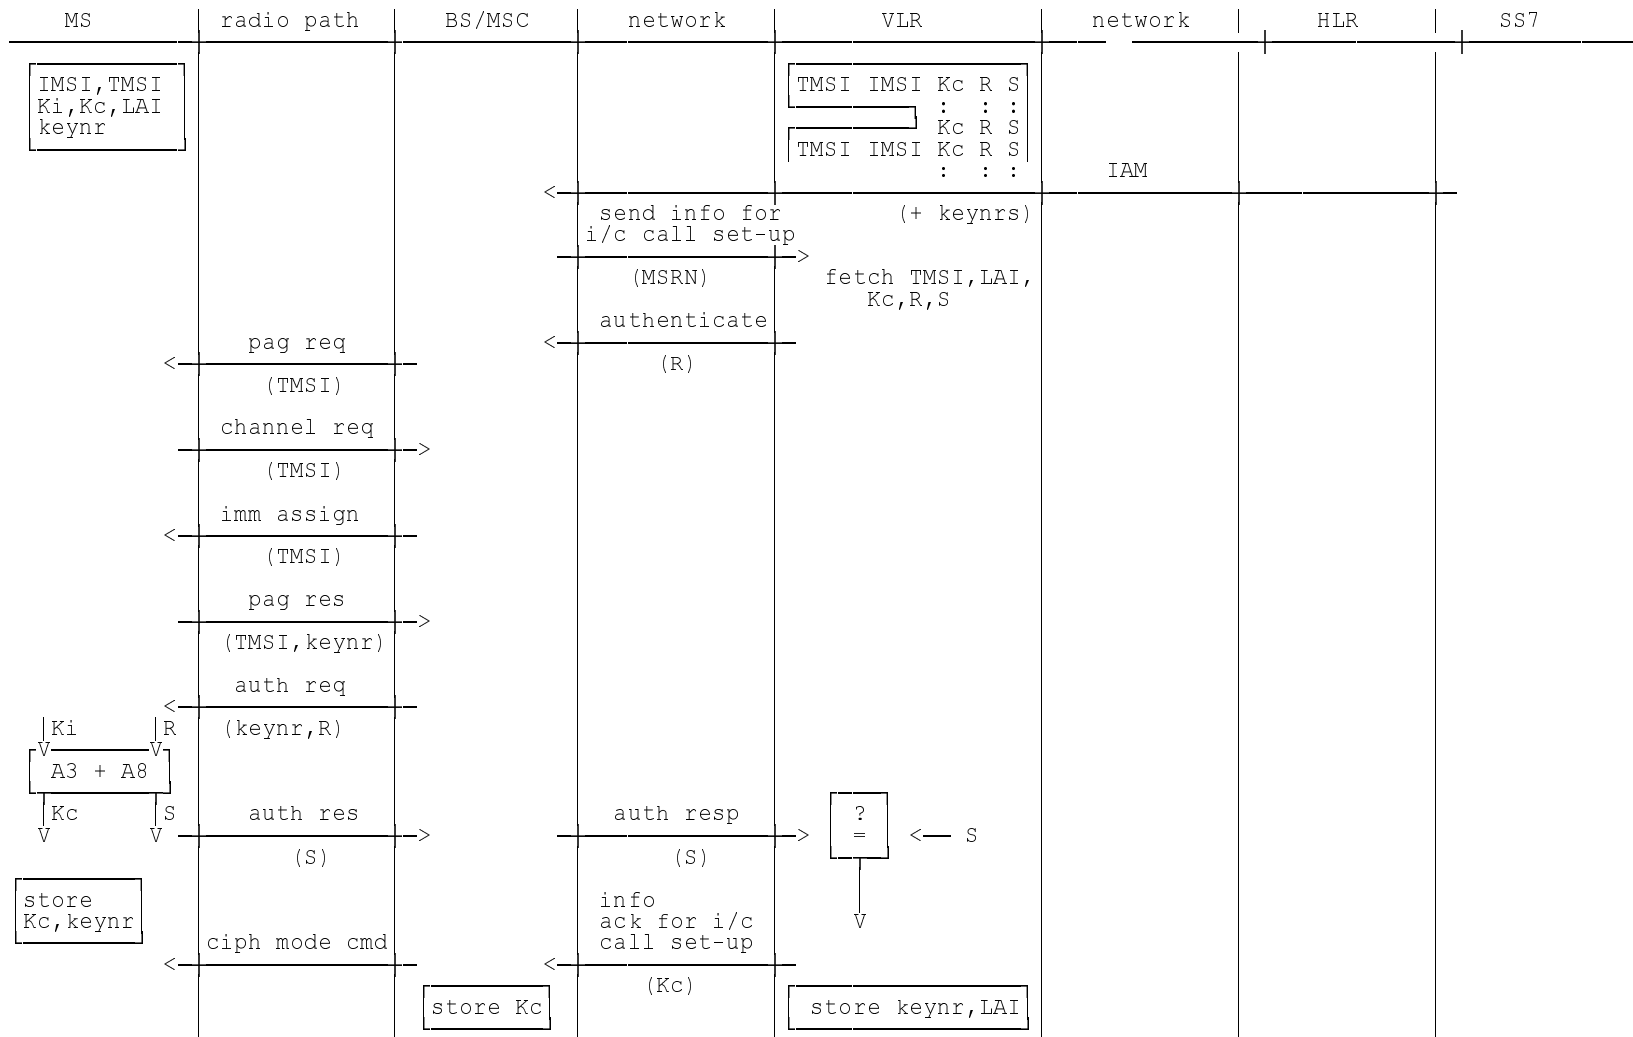 MS radio path BS/MSC network VLR network HLR SS7
IMSI,TMSI TMSI IMSI Kc R S
Ki,Kc,LAI : : :
keynr Kc R S
TMSI IMSI Kc R S
: : : IAM
<
send info for (+ keynrs)
i/c call set-up
>
(MSRN) fetch TMSI,LAI,
Kc,R,S
authenticate
pag req <
< (R)
(TMSI)
channel req
>
(TMSI)
imm assign
<
(TMSI)
pag res
>
(TMSI,keynr)
auth req
<
Ki R (keynr,R)
V V
A3 + A8
Kc S auth res auth resp ?
V V > > = < S
(S) (S)
store info
Kc,keynr ack for i/c V
ciph mode cmd call set-up
< <
(Kc)
store Kc store keynr,LAI